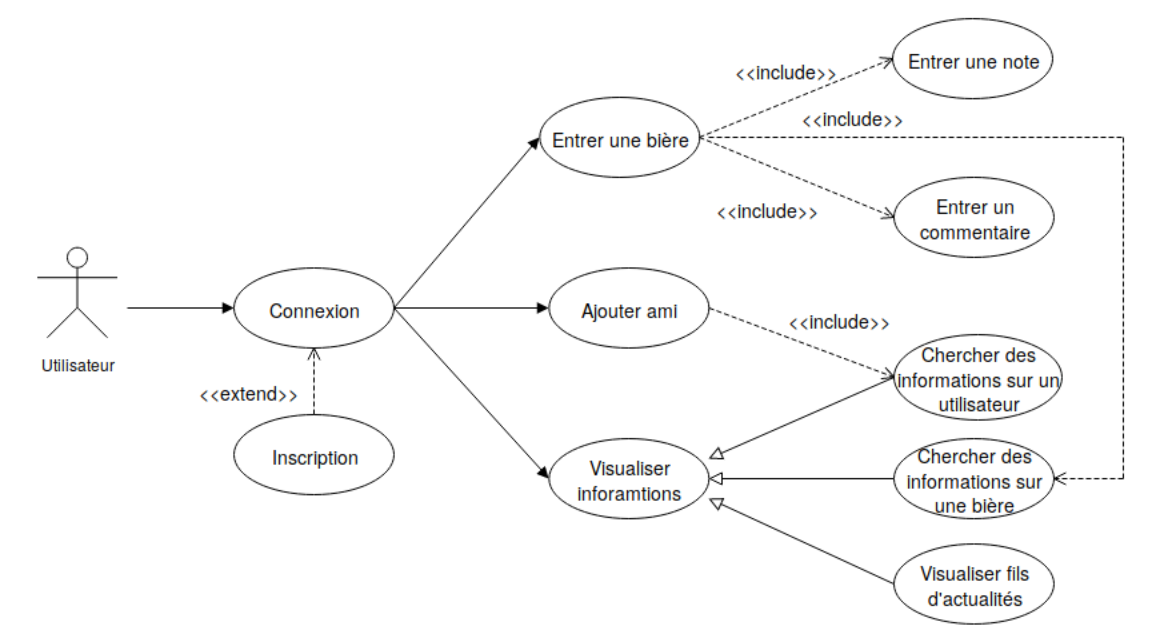 Entrer une note
<<include>>
<<include>>
Entrer une bière
<<include>>
Entrer un
commentaire
Utilisateur
Connexion
Ajouter ami
<<include>>
Chercher des
informations sur un
utilisateur
<<extend>>
Inscription
Visualiser
inforamtions
Chercher des
informations sur
une bière
Visualiser fils
d'actualités